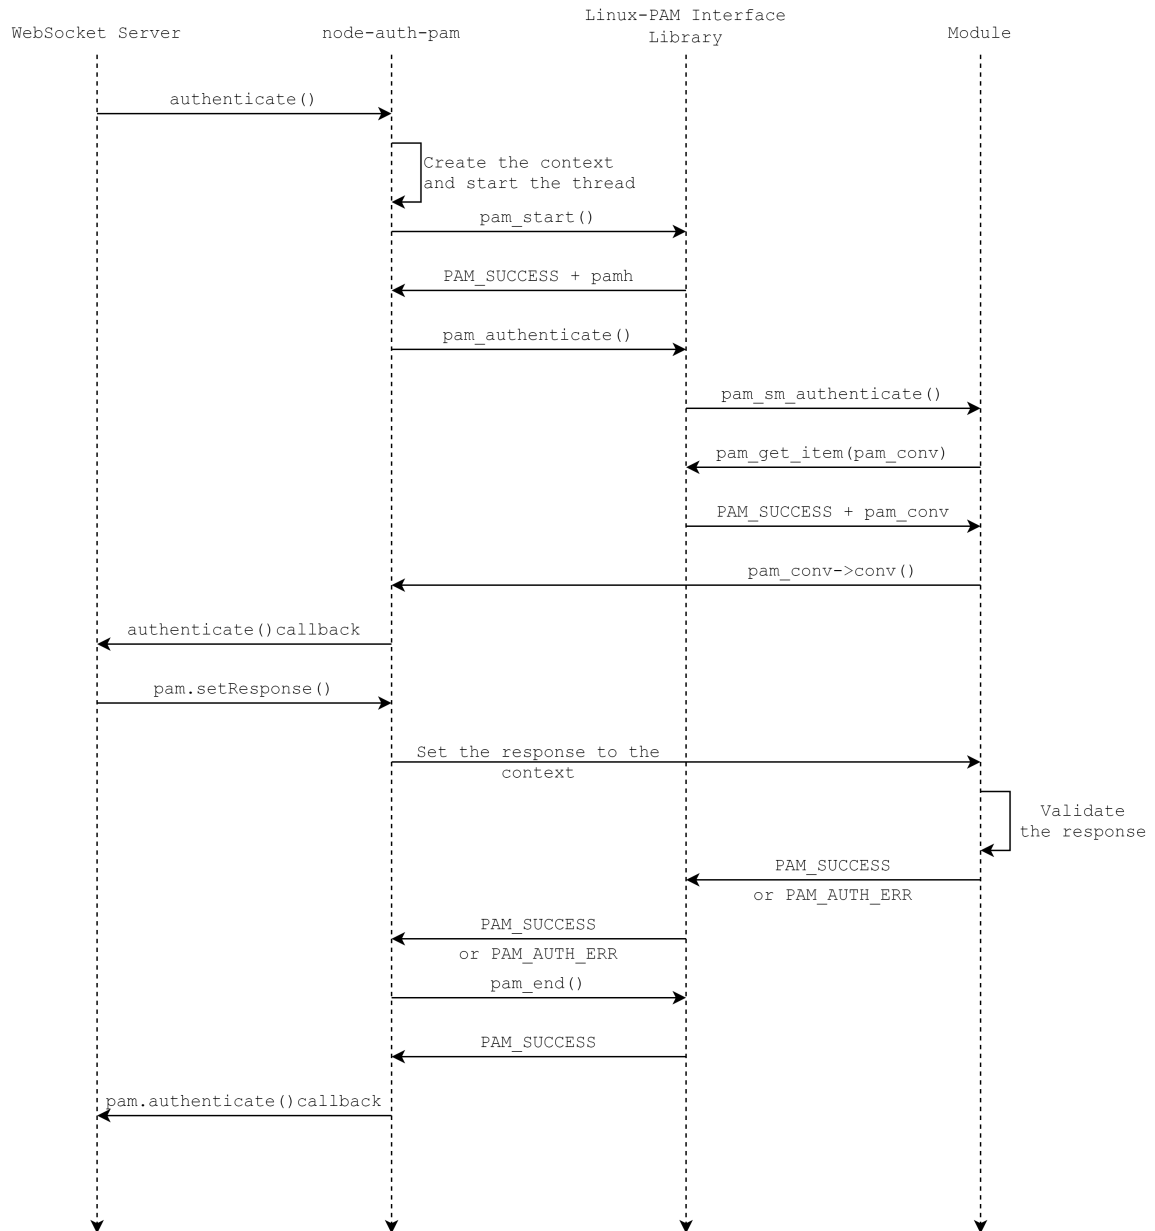 Linux-PAM Interface
Library
WebSocket Server
node-auth-pam
Module
authenticate()
Create the context
and start the thread
pam_start()
PAM_SUCCESS + pamh
pam_authenticate()
pam_sm_authenticate()
pam_get_item(pam_conv)
PAM_SUCCESS + pam_conv
pam_conv->conv()
authenticate()callback
pam.setResponse()
Set the response to the
context
Validate
the response
PAM_SUCCESS
or PAM_AUTH_ERR
PAM_SUCCESS
or PAM_AUTH_ERR
pam_end()
PAM_SUCCESS
pam.authenticate()callback